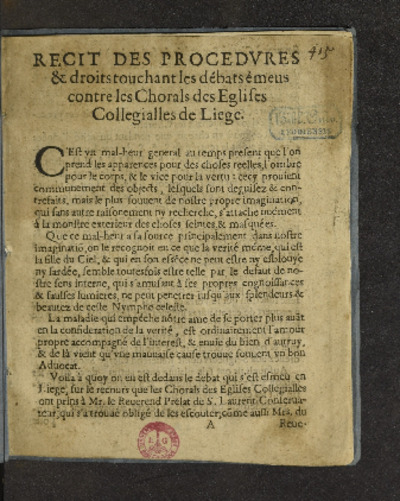 RECIT DES PROCEDVRES 415
& droits touchant les débats émeus
contre les Chorals des Eglises
Collegialles de Liege.
C'Est vn mal-heur general au temps present que l'on
prend les apparences pour des choses reelles, l'ombre
pour le corps, & le vice pour la vertu: cecy prouient
communement des objects, lesquels sont deguisez & con-
trefaits, mais le plus souuent de nostre propre imagination,
qui sans autre raisonement ny recherche, s'attache nuëment
à la monstre exterieur des choses feintes & masquées.
Que ce mal-heur a sa source principalement dans nostre
imaginatiō, on le recognoit en ce que la verité méme, qui est
la fille du Ciel, & qui en son essēce ne peut estre ny esblouye
ny fardée, semble toutesfois estre telle par le defaut de no-
stre sens interne, qui s'amusant à ses propres cognoissances
& faulses lumieres, ne peut penetrer jusqu'aux splendeurs &
beautez de ceste Nymphe celeste.
La maladie qui empéche nôtre ame de se porter plus auāt
en la consideration de la verité, est ordinairement l'amour
propre accompagné de l'interest, & enuie du bien d'autruy,
& de là vient qu'vne mauuaise cause trouue souuent vn bon
Aduocat.
Voila à quoy on en est dedans le debat qui s'est esmeu en
Liege, sur le recours que les Chorals des Eglises Collegialles
ont prins à Mr. le Reuerend Prelat de S. Laurent Conserua-
teur, qui s'a trouué obligé de les escouter, cōme aussi Mrs. du
A Reue-